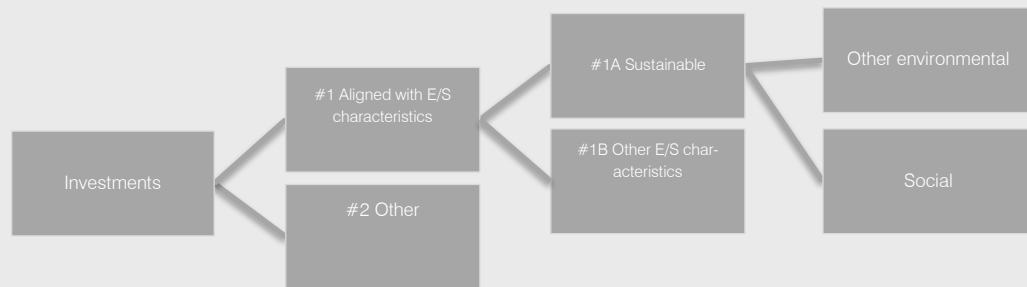 Investments
#1 Aligned with E/S
characteristics
#2 Other
#1A Sustainable
#1B Other E/S char-
acteristics
Other environmental
Social